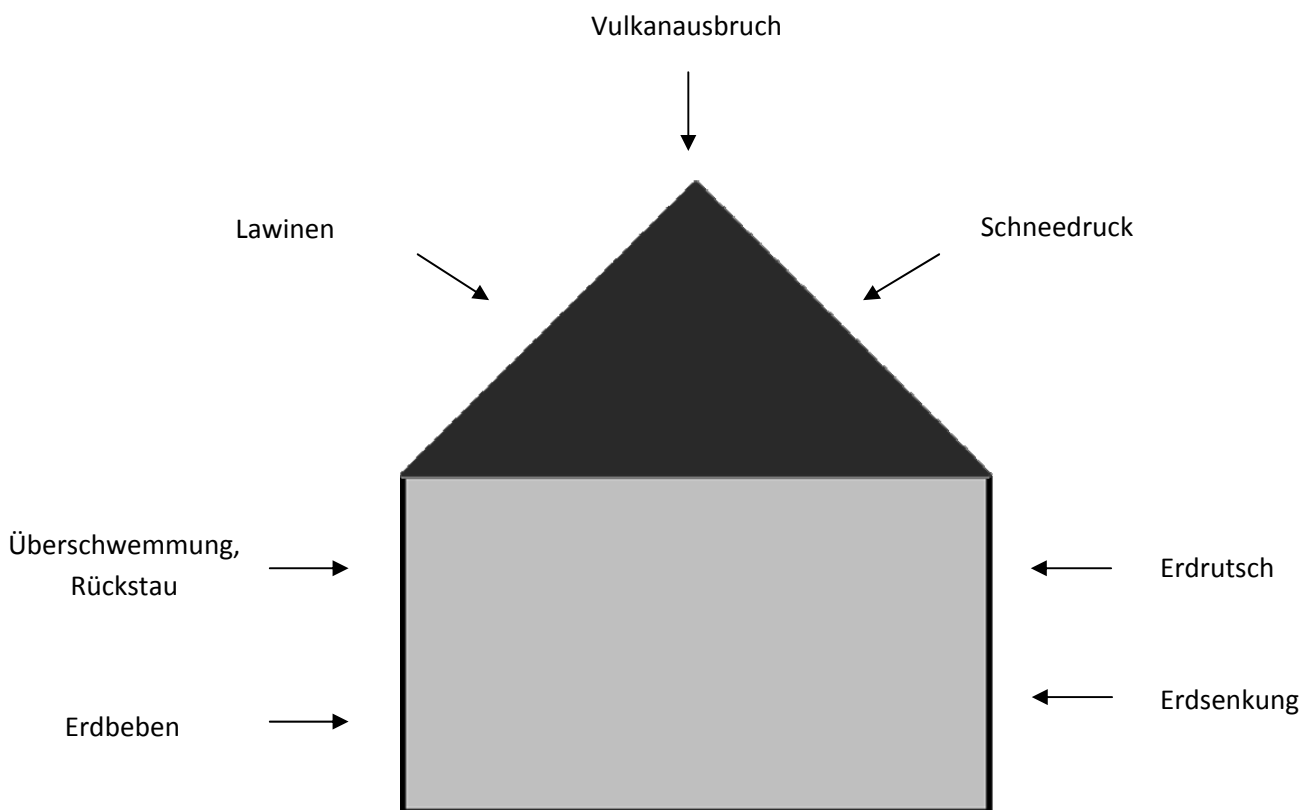 Vulkanausbruch
Lawinen
Schneedruck
Überschwemmung,
Rückstau
Erdrutsch
Erdbeben
Erdsenkung